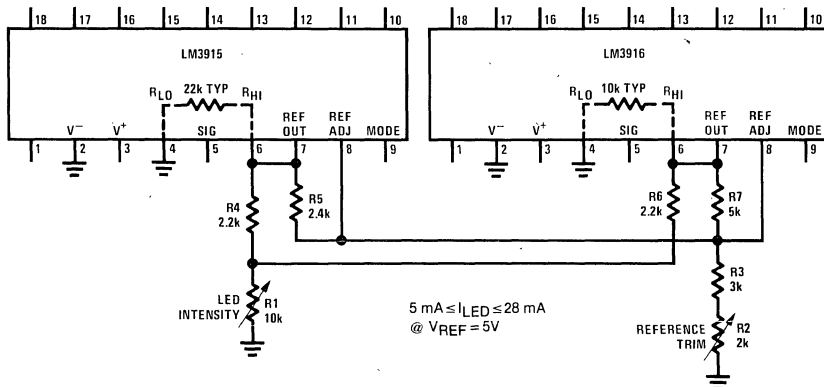 18 17 16 15 14 13 12 11 10
18 17 16 15 14 13 12 11 10
LM3915
LM3916
RLO 22k TYP RHI
RLO 10k TYP RHI
V− V+ SIG REF OUT REF ADJ MODE
V− V+ SIG REF OUT REF ADJ MODE
1 2 3 4 5 6 7 8 9
1 2 3 4 5 6 7 8 9
R4
2.2k
R5
2.4k
R6
2.2k
R7
5k
LED
INTENSITY
R1
10k
5 mA ≤ ILED ≤ 28 mA
@ VREF = 5V
R3
3k
REFERENCE
TRIM
R2
2k